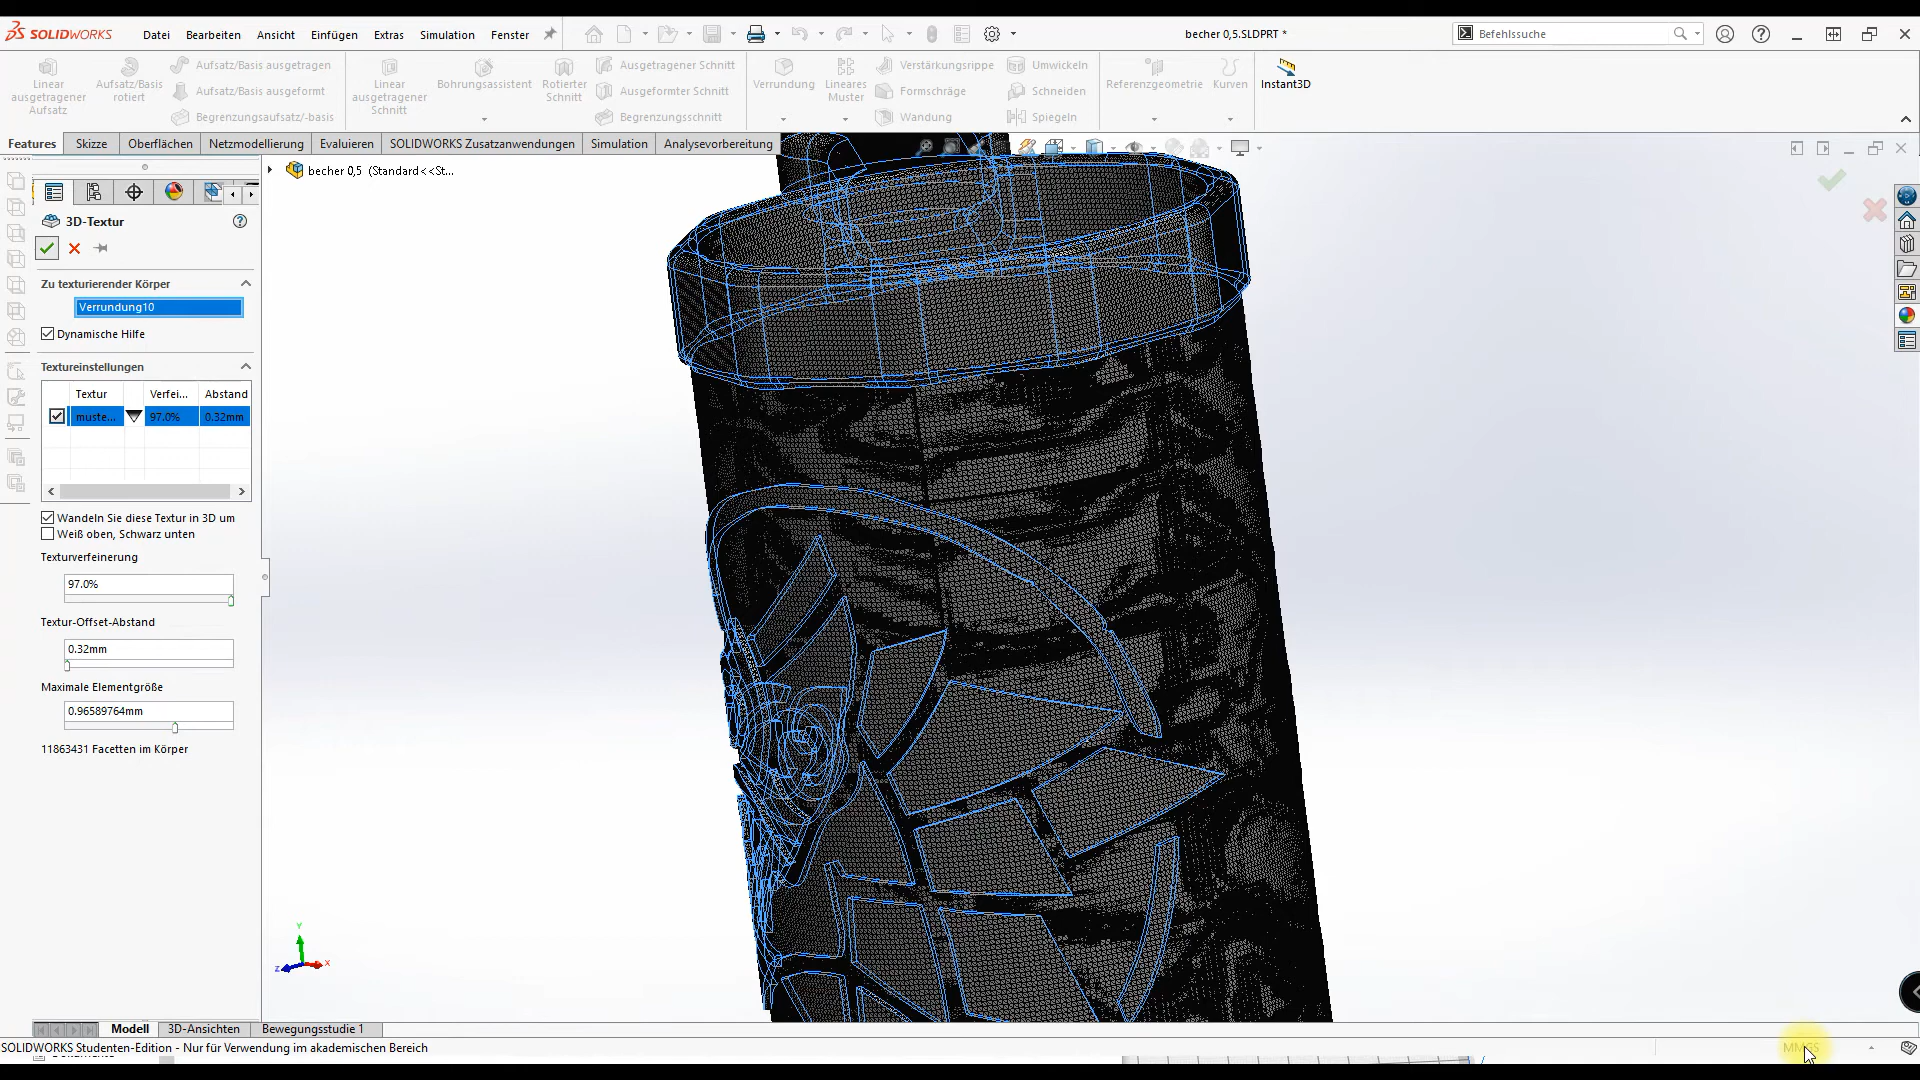 SOLIDWORKS
Datei Bearbeiten Ansicht Einfügen Extras Simulation Fenster
becher 0,5.SLDPRT *
Befehlssuche
Linear ausgetragener Aufsatz
Aufsatz/Basis rotiert
Aufsatz/Basis ausgetragen
Aufsatz/Basis ausgeformt
Begrenzungsaufsatz/-basis
Linear ausgetragener Schnitt
Bohrungsassistent
Rotierter Schnitt
Ausgetragener Schnitt
Ausgeformter Schnitt
Begrenzungsschnitt
Verrundung
Lineares Muster
Verstärkungsrippe
Formschräge
Wandung
Umwickeln
Schneiden
Spiegeln
Referenzgeometrie
Kurven
Instant3D
Features Skizze Oberflächen Netzmodellierung Evaluieren SOLIDWORKS Zusatzanwendungen Simulation Analysevorbereitung
becher 0,5 (Standard<<St...
3D-Textur
Zu texturierender Körper
Verrundung10
Dynamische Hilfe
Textureinstellungen
Textur Verfei... Abstand
muste... 97.0% 0.32mm
Wandeln Sie diese Textur in 3D um
Weiß oben, Schwarz unten
Texturverfeinerung
97.0%
Textur-Offset-Abstand
0.32mm
Maximale Elementgröße
0.96589764mm
11863431 Facetten im Körper
Y
Z X
Modell 3D-Ansichten Bewegungsstudie 1
SOLIDWORKS Studenten-Edition - Nur für Verwendung im akademischen Bereich
MMGS